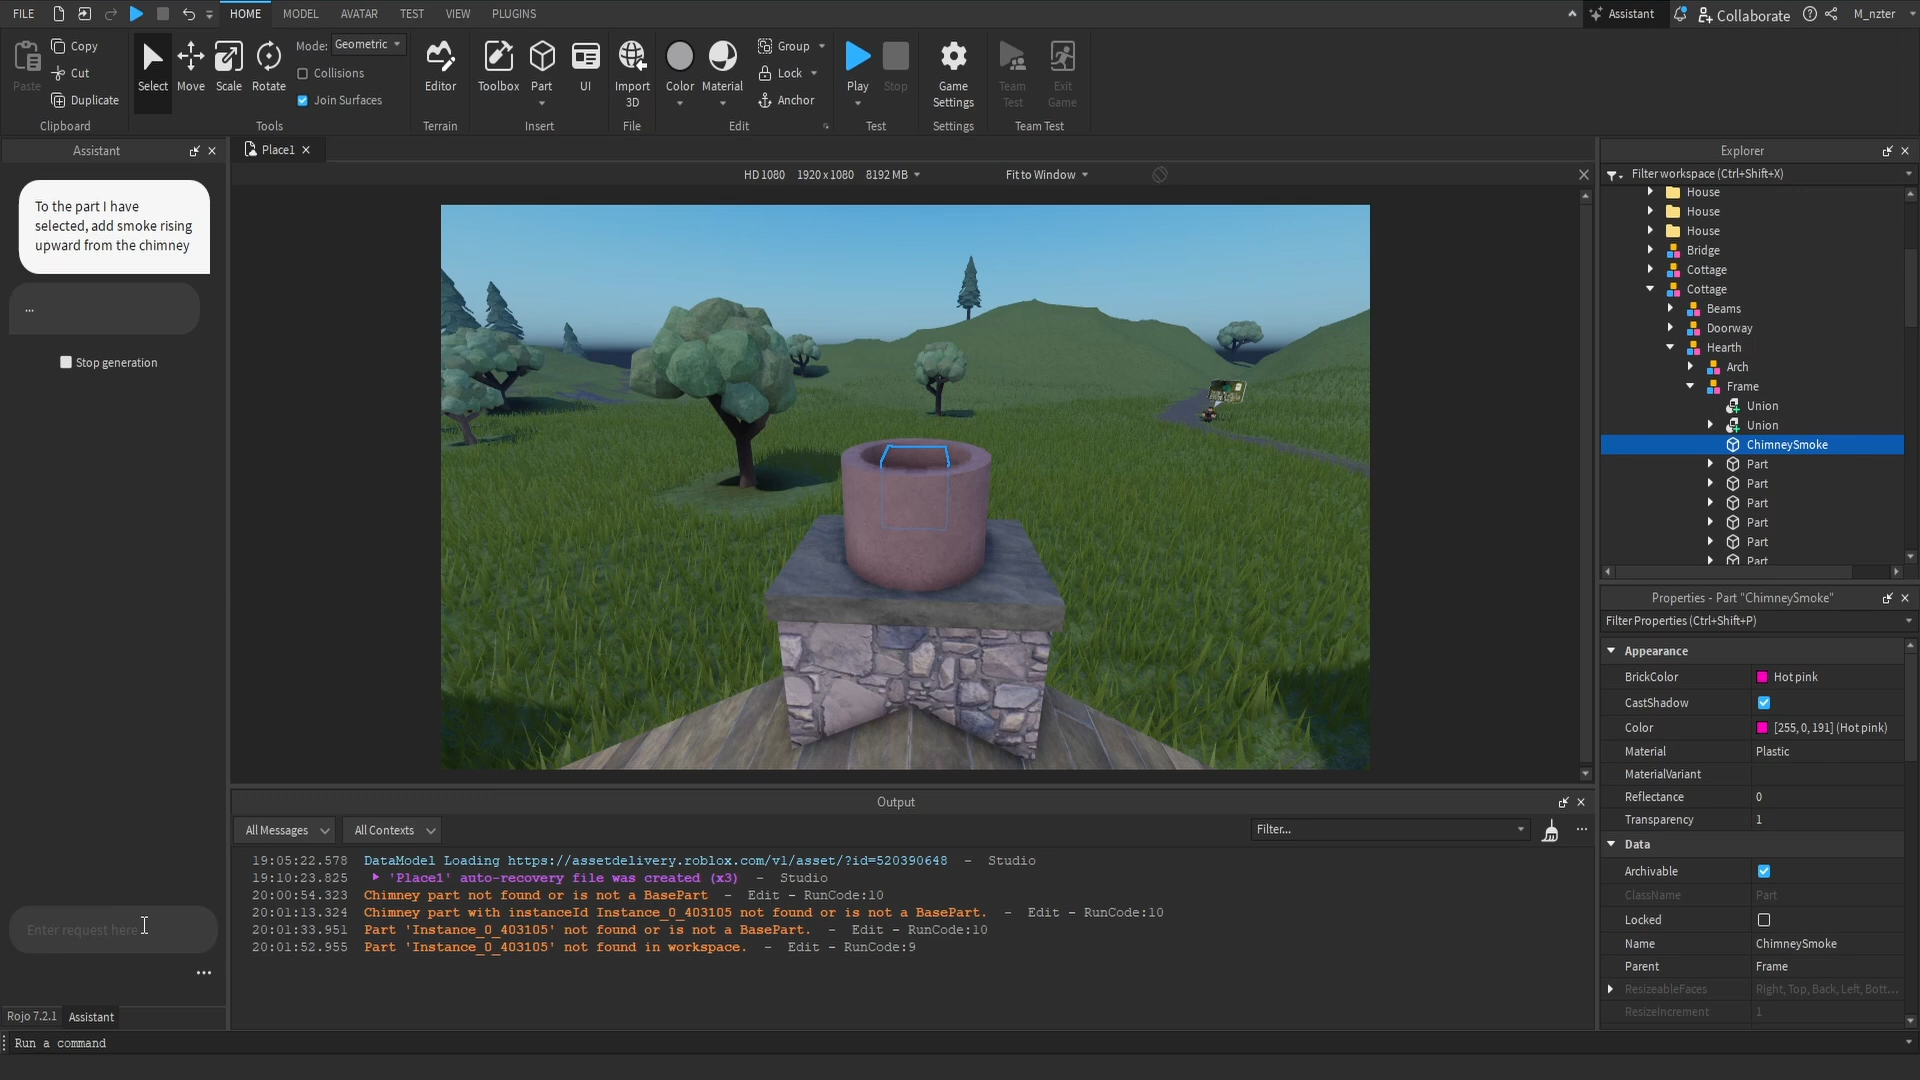 FILE
HOME
MODEL
AVATAR
TEST
VIEW
PLUGINS
Assistant
Collaborate
M_nzter
Paste
Copy
Cut
Duplicate
Clipboard
Select
Move
Scale
Rotate
Mode: Geometric
Collisions
Join Surfaces
Tools
Editor
Terrain
Toolbox
Part
UI
Insert
Import
3D
File
Color
Material
Group
Lock
Anchor
Edit
Play
Stop
Test
Game
Settings
Settings
Team
Test
Exit
Game
Team Test
Assistant
To the part I have
selected, add smoke rising
upward from the chimney
...
Stop generation
Enter request here
Rojo 7.2.1
Assistant
Run a command
Place1
HD 1080 1920 x 1080 8192 MB
Fit to Window
Output
All Messages
All Contexts
Filter...
19:05:22.578 DataModel Loading https://assetdelivery.roblox.com/v1/asset/?id=520390648 - Studio
19:10:23.825 'Place1' auto-recovery file was created (x3) - Studio
20:00:54.323 Chimney part not found or is not a BasePart - Edit - RunCode:10
20:01:13.324 Chimney part with instanceId Instance_0_403105 not found or is not a BasePart. - Edit - RunCode:10
20:01:33.951 Part 'Instance_0_403105' not found or is not a BasePart. - Edit - RunCode:10
20:01:52.955 Part 'Instance_0_403105' not found in workspace. - Edit - RunCode:9
Explorer
Filter workspace (Ctrl+Shift+X)
House
House
House
Bridge
Cottage
Cottage
Beams
Doorway
Hearth
Arch
Frame
Union
Union
ChimneySmoke
Part
Part
Part
Part
Part
Part
Properties - Part "ChimneySmoke"
Filter Properties (Ctrl+Shift+P)
Appearance
BrickColor Hot pink
CastShadow
Color [255, 0, 191] (Hot pink)
Material Plastic
MaterialVariant
Reflectance 0
Transparency 1
Data
Archivable
ClassName Part
Locked
Name ChimneySmoke
Parent Frame
ResizeableFaces Right, Top, Back, Left, Bott...
ResizeIncrement 1